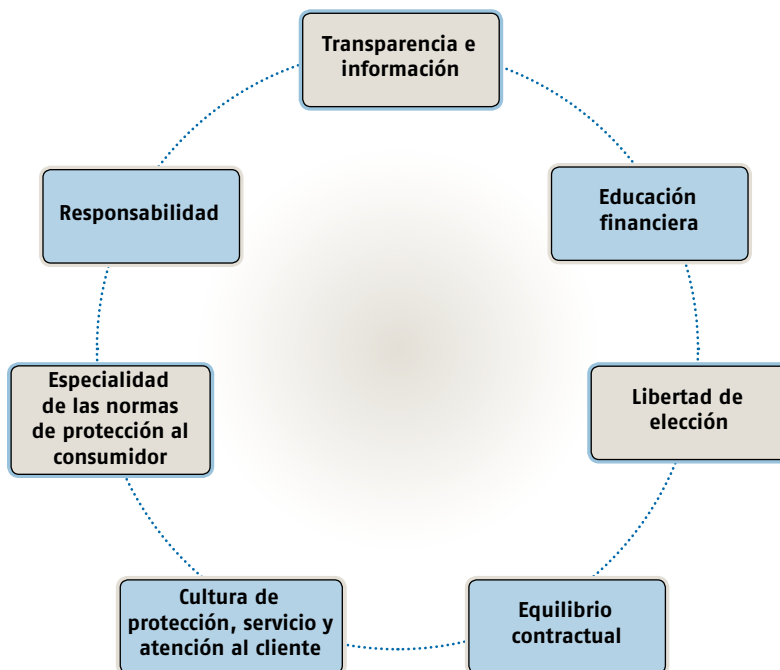 Transparencia e
información
Educación
financiera
Libertad de
elección
Equilibrio
contractual
Cultura de
protección, servicio y
atención al cliente
Especialidad
de las normas
de protección al
consumidor
Responsabilidad